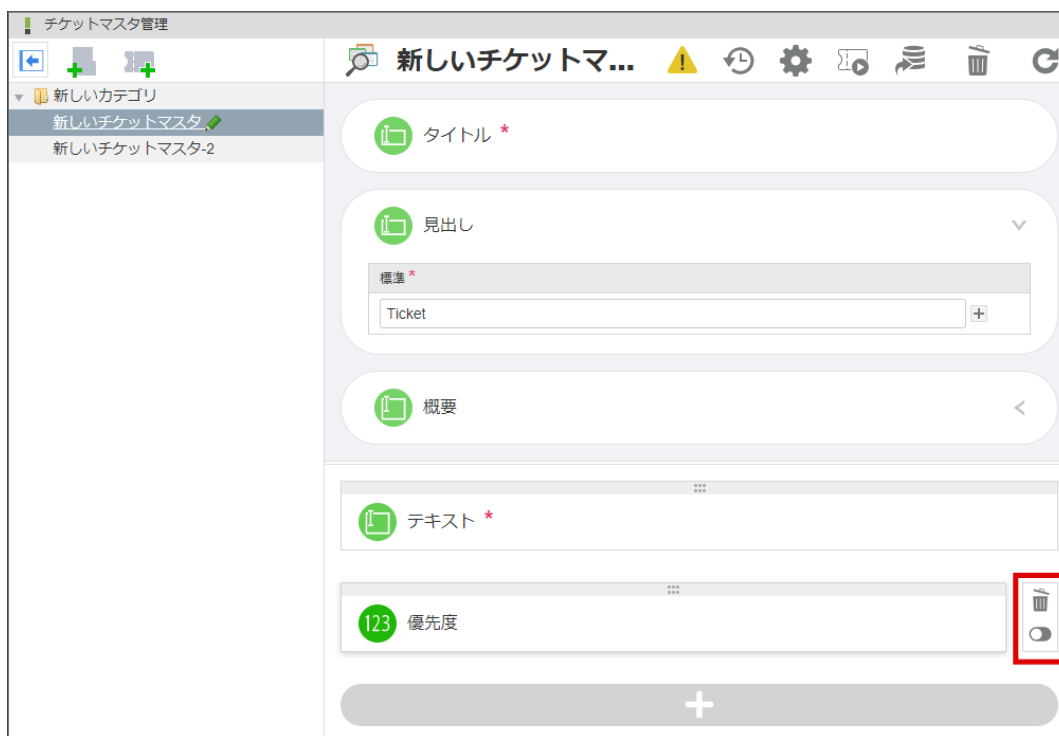 チケットマスタ管理
新しいチケットマ...
新しいカテゴリ
新しいチケットマスタ
新しいチケットマスタ-2
タイトル *
見出し
標準 *
Ticket
概要
テキスト *
123 優先度